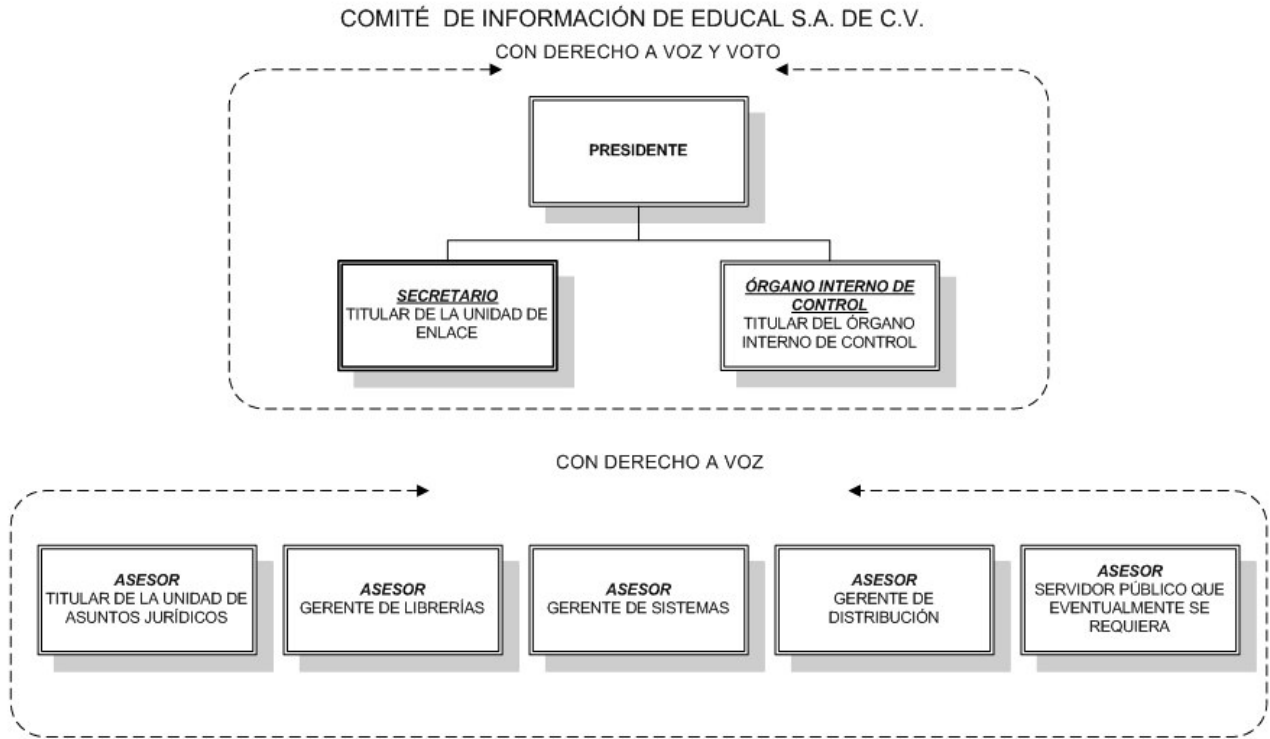 COMITÉ DE INFORMACIÓN DE EDUCAL S.A. DE C.V.
CON DERECHO A VOZ Y VOTO
PRESIDENTE
SECRETARIO
TITULAR DE LA UNIDAD DE
ENLACE
ÓRGANO INTERNO DE
CONTROL
TITULAR DEL ÓRGANO
INTERNO DE CONTROL
CON DERECHO A VOZ
ASESOR
TITULAR DE LA UNIDAD DE
ASUNTOS JURÍDICOS
ASESOR
GERENTE DE LIBRERÍAS
ASESOR
GERENTE DE SISTEMAS
ASESOR
GERENTE DE
DISTRIBUCIÓN
ASESOR
SERVIDOR PÚBLICO QUE
EVENTUALMENTE SE
REQUIERA